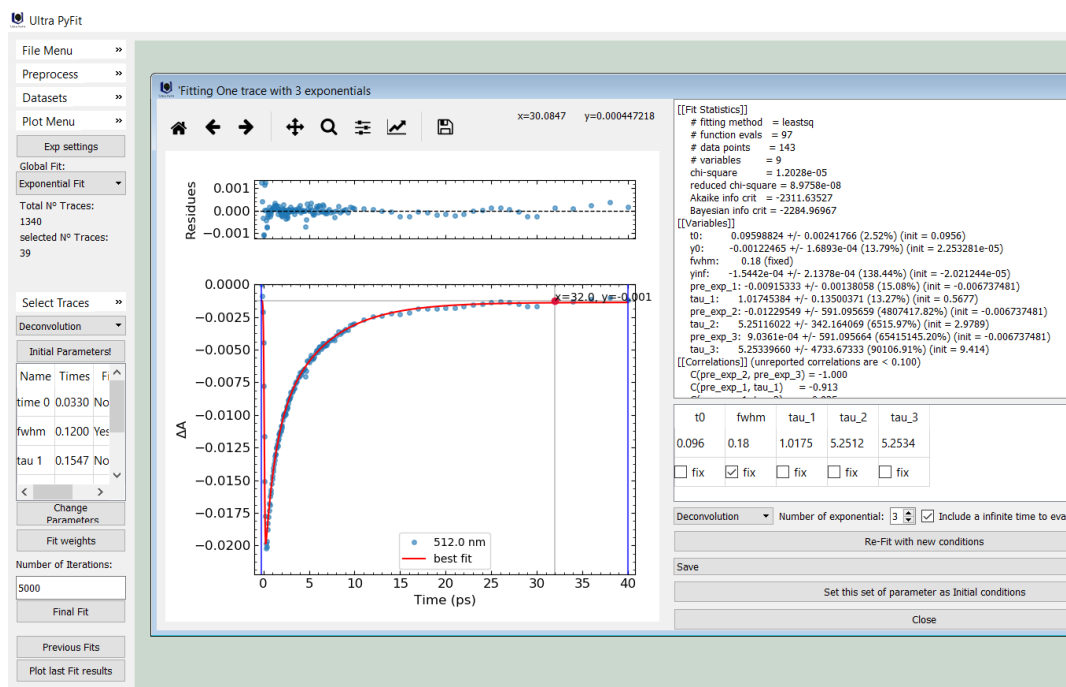 Ultra PyFit
File Menu »
Preprocess »
Datasets »
Plot Menu »
Exp settings
Global Fit:
Exponential Fit
Total Nº Traces:
1340
selected Nº Traces:
39
Select Traces »
Deconvolution
Initial Parameters!
Name Times Fi
time 0 0.0330 No
fwhm 0.1200 Yes
tau 1 0.1547 No
Change
Parameters
Fit weights
Number of Iterations:
5000
Final Fit
Previous Fits
Plot last Fit results
'Fitting One trace with 3 exponentials
x=30.0847 y=0.000447218
Residues
0.001
0.000
−0.001
ΔA
0.0000
−0.0025
−0.0050
−0.0075
−0.0100
−0.0125
−0.0150
−0.0175
−0.0200
x=32.0, y=-0.001
512.0 nm
best fit
0 5 10 15 20 25 30 35 40
Time (ps)
[[Fit Statistics]]
# fitting method = leastsq
# function evals = 97
# data points = 143
# variables = 9
chi-square = 1.2028e-05
reduced chi-square = 8.9758e-08
Akaike info crit = -2311.63527
Bayesian info crit = -2284.96967
[[Variables]]
t0: 0.09598824 +/- 0.00241766 (2.52%) (init = 0.0956)
y0: -0.00122465 +/- 1.6893e-04 (13.79%) (init = 2.253281e-05)
fwhm: 0.18 (fixed)
yinf: -1.5442e-04 +/- 2.1378e-04 (138.44%) (init = -2.021244e-05)
pre_exp_1: -0.00915333 +/- 0.00138058 (15.08%) (init = -0.006737481)
tau_1: 1.01745384 +/- 0.13500371 (13.27%) (init = 0.5677)
pre_exp_2: -0.01229549 +/- 591.095659 (4807417.82%) (init = -0.006737481)
tau_2: 5.25116022 +/- 342.164069 (6515.97%) (init = 2.9789)
pre_exp_3: 9.0361e-04 +/- 591.095664 (65415145.20%) (init = -0.006737481)
tau_3: 5.25339660 +/- 4733.67333 (90106.91%) (init = 9.414)
[[Correlations]] (unreported correlations are < 0.100)
C(pre_exp_2, pre_exp_3) = -1.000
C(pre_exp_1, tau_1) = -0.913
t0 fwhm tau_1 tau_2 tau_3
0.096 0.18 1.0175 5.2512 5.2534
fix fix fix fix fix
Deconvolution Number of exponential: 3 Include a infinite time to eva
Re-Fit with new conditions
Save
Set this set of parameter as Initial conditions
Close